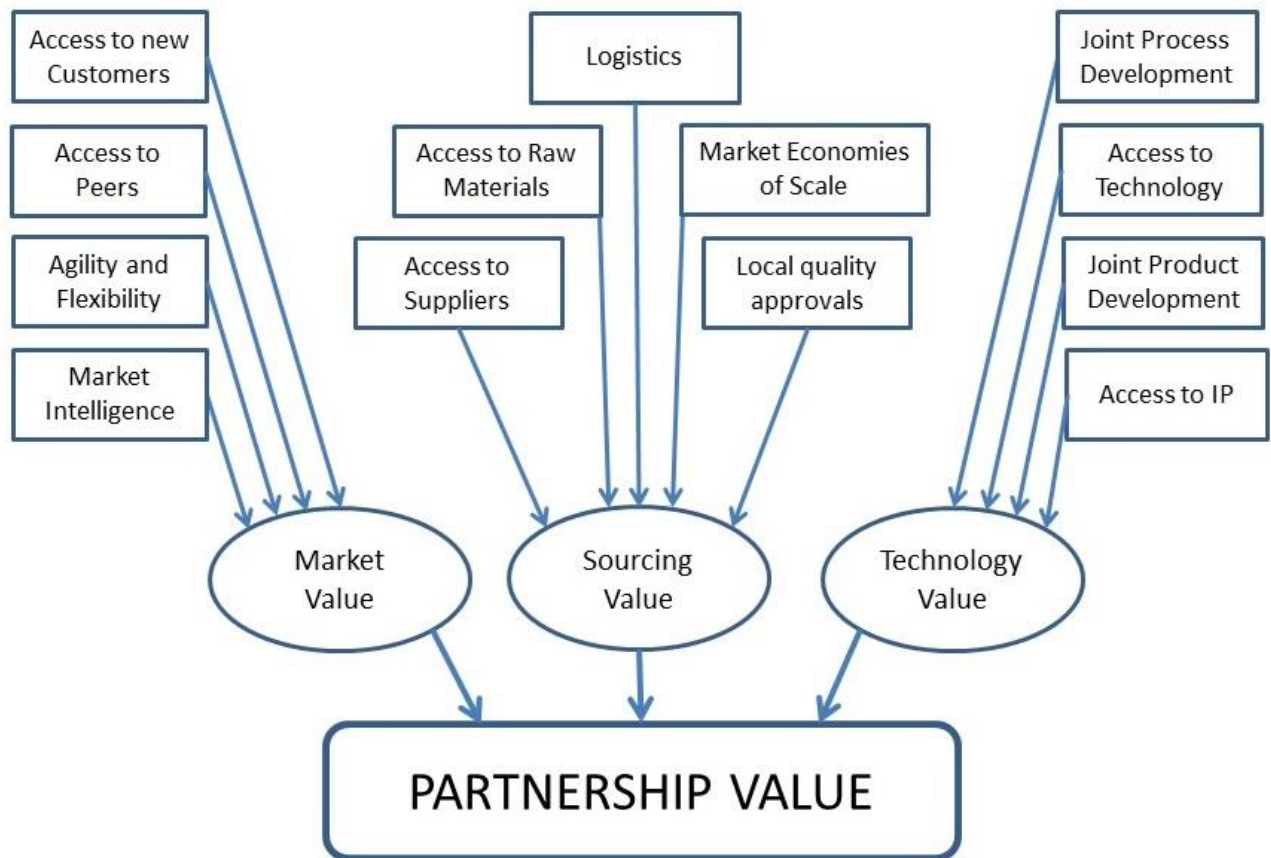 Access to new
Customers
Access to
Peers
Agility and
Flexibility
Market
Intelligence
Logistics
Access to Raw
Materials
Market Economies
of Scale
Access to
Suppliers
Local quality
approvals
Joint Process
Development
Access to
Technology
Joint Product
Development
Access to IP
Market
Value
Sourcing
Value
Technology
Value
PARTNERSHIP VALUE